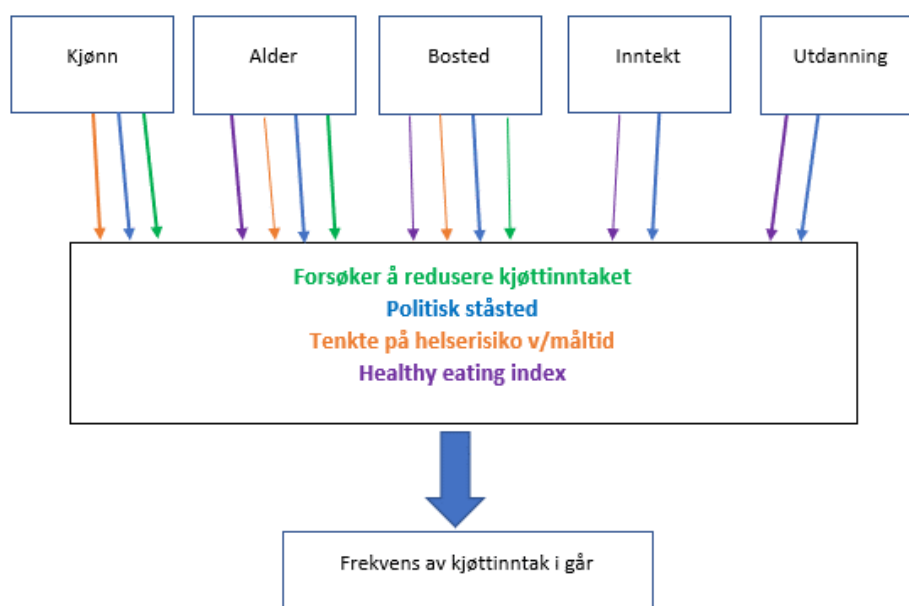 Kjønn
Alder
Bosted
Inntekt
Utdanning
Forsøker å redusere kjøttinntaket
Politisk ståsted
Tenkte på helserisiko v/måltid
Healthy eating index
Frekvens av kjøttinntak i går